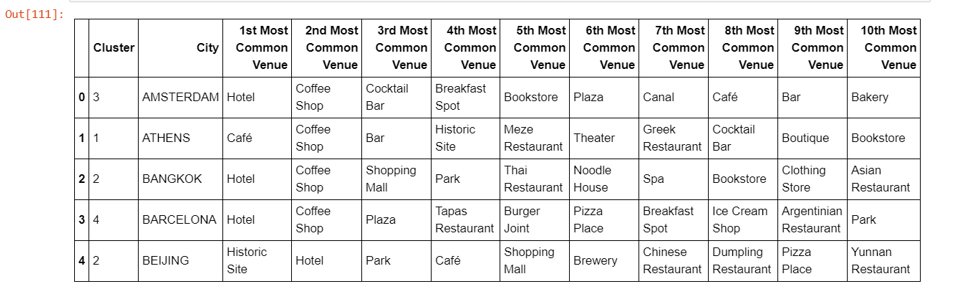 Out[111]:
Cluster City 1st Most Common Venue 2nd Most Common Venue 3rd Most Common Venue 4th Most Common Venue 5th Most Common Venue 6th Most Common Venue 7th Most Common Venue 8th Most Common Venue 9th Most Common Venue 10th Most Common Venue
0 3 AMSTERDAM Hotel Coffee Shop Cocktail Bar Breakfast Spot Bookstore Plaza Canal Café Bar Bakery
1 1 ATHENS Café Coffee Shop Bar Historic Site Meze Restaurant Theater Greek Restaurant Cocktail Bar Boutique Bookstore
2 2 BANGKOK Hotel Coffee Shop Shopping Mall Park Thai Restaurant Noodle House Spa Bookstore Clothing Store Asian Restaurant
3 4 BARCELONA Hotel Coffee Shop Plaza Tapas Restaurant Burger Joint Pizza Place Breakfast Spot Ice Cream Shop Argentinian Restaurant Park
4 2 BEIJING Historic Site Hotel Park Café Shopping Mall Brewery Chinese Restaurant Dumpling Restaurant Pizza Place Yunnan Restaurant